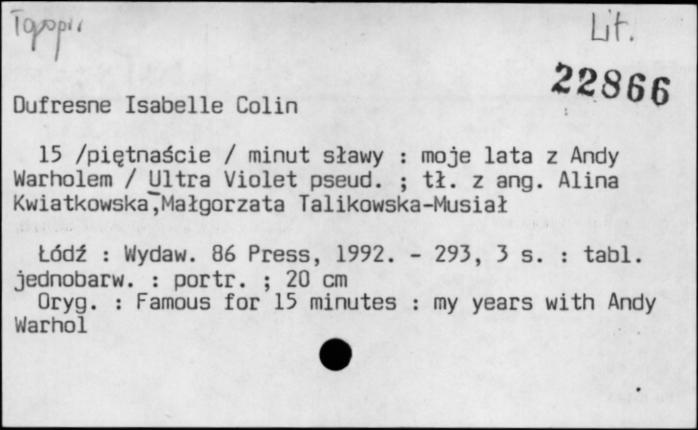 Lit.
22866
Dufresne Isabelle Colin
15 /piętnaście / minut sławy : moje lata z Andy
Warholem / Ultra Violet pseud. ; tł. z ang. Alina
Kwiatkowska,Małgorzata Talikowska-Musiał
Łódź : Wydaw. 86 Press, 1992. - 293, 3 s. : tabl.
jednobarw. : portr. ; 20 cm
Oryg. : Famous for 15 minutes : my years with Andy
Warhol